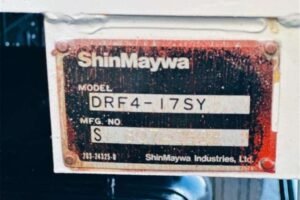 ShinMaywa
MODEL
DRF4-17SY
MFG. NO.
S
ShinMaywa Industries, Ltd.